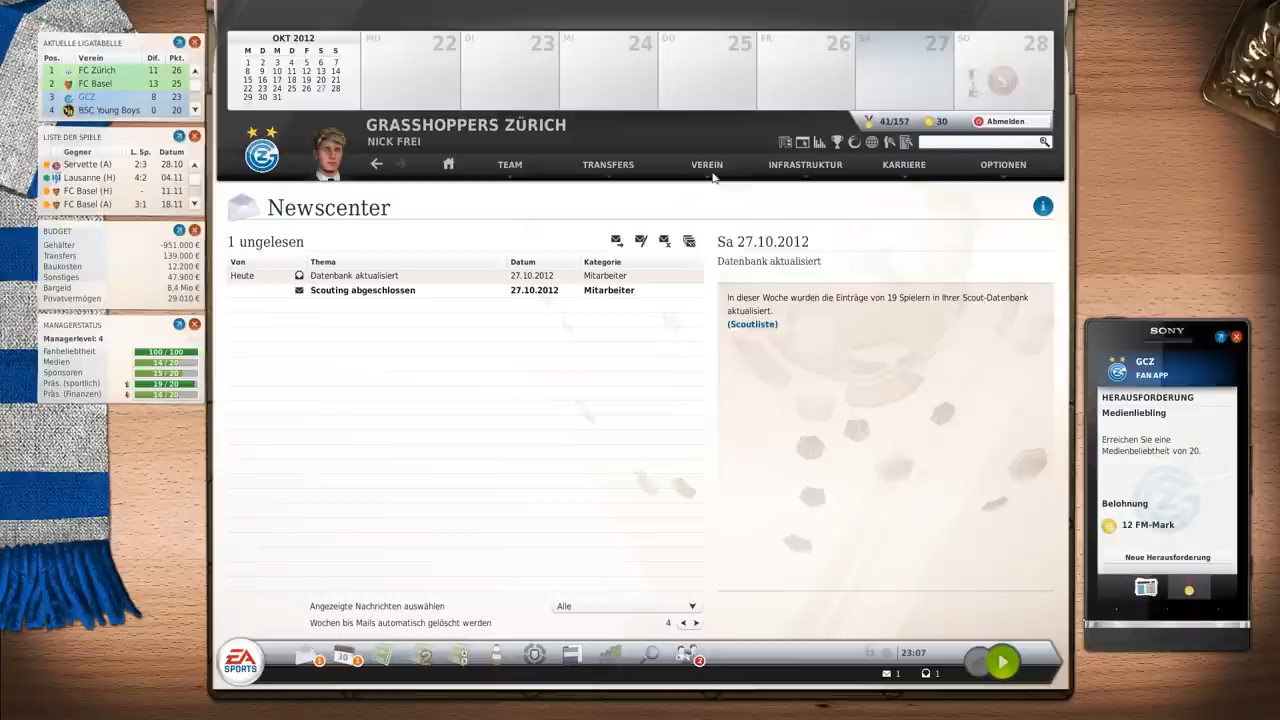 AKTUELLE LIGATABELLE
Pos. Verein Dif. Pkt.
1 FC Zürich 11 26
2 FC Basel 13 25
3 GCZ 8 23
4 BSC Young Boys 0 20
LISTE DER SPIELE
Gegner L. Sp. Datum
Servette (A) 2:3 28.10
Lausanne (H) 4:2 04.11
FC Basel (H) - 11.11
FC Basel (A) 3:1 18.11
BUDGET
Gehälter -951.000 €
Transfers 139.000 €
Baukosten 12.200 €
Sonstiges 47.900 €
Bargeld 8,4 Mio €
Privatvermögen 29.010 €
MANAGERSTATUS
Managerlevel: 4
Fanbeliebtheit 100 / 100
Medien 14 / 20
Sponsoren 15 / 20
Präs. (sportlich) 19 / 20
Präs. (Finanzen) 14 / 20
OKT 2012
M D M D F S S
1 2 3 4 5 6 7
8 9 10 11 12 13 14
15 16 17 18 19 20 21
22 23 24 25 26 27 28
29 30 31
MO 22 DI 23 MI 24 DO 25 FR 26 SA 27 SO 28
GRASSHOPPERS ZÜRICH
NICK FREI
41/157 30 Abmelden
TEAM TRANSFERS VEREIN INFRASTRUKTUR KARRIERE OPTIONEN
Newscenter
1 ungelesen
Von Thema Datum Kategorie
Heute Datenbank aktualisiert 27.10.2012 Mitarbeiter
Scouting abgeschlossen 27.10.2012 Mitarbeiter
Angezeigte Nachrichten auswählen Alle
Wochen bis Mails automatisch gelöscht werden 4
Sa 27.10.2012
Datenbank aktualisiert
In dieser Woche wurden die Einträge von 19 Spielern in Ihrer Scout-Datenbank
aktualisiert.
(Scoutliste)
EA
SPORTS
1 30 1 2
23:07
1 1
SONY
GCZ
FAN APP
HERAUSFORDERUNG
Medienliebling
Erreichen Sie eine
Medienbeliebtheit von 20.
Belohnung
12 FM-Mark
Neue Herausforderung